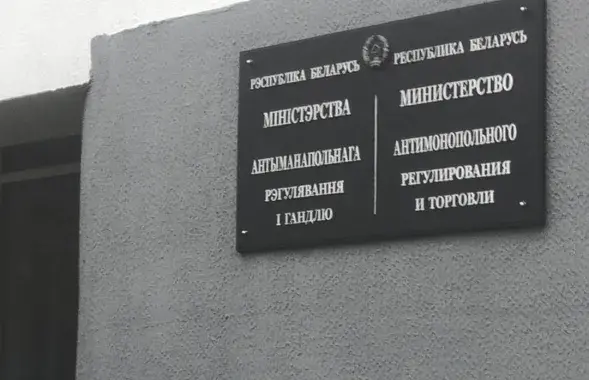 РЭСПУБЛІКА БЕЛАРУСЬ
МІНІСТЭРСТВА
АНТЫМАНАПОЛЬНАГА
РЭГУЛЯВАННЯ
І ГАНДЛЮ
РЕСПУБЛИКА БЕЛАРУСЬ
МИНИСТЕРСТВО
АНТИМОНОПОЛЬНОГО
РЕГУЛИРОВАНИЯ
И ТОРГОВЛИ